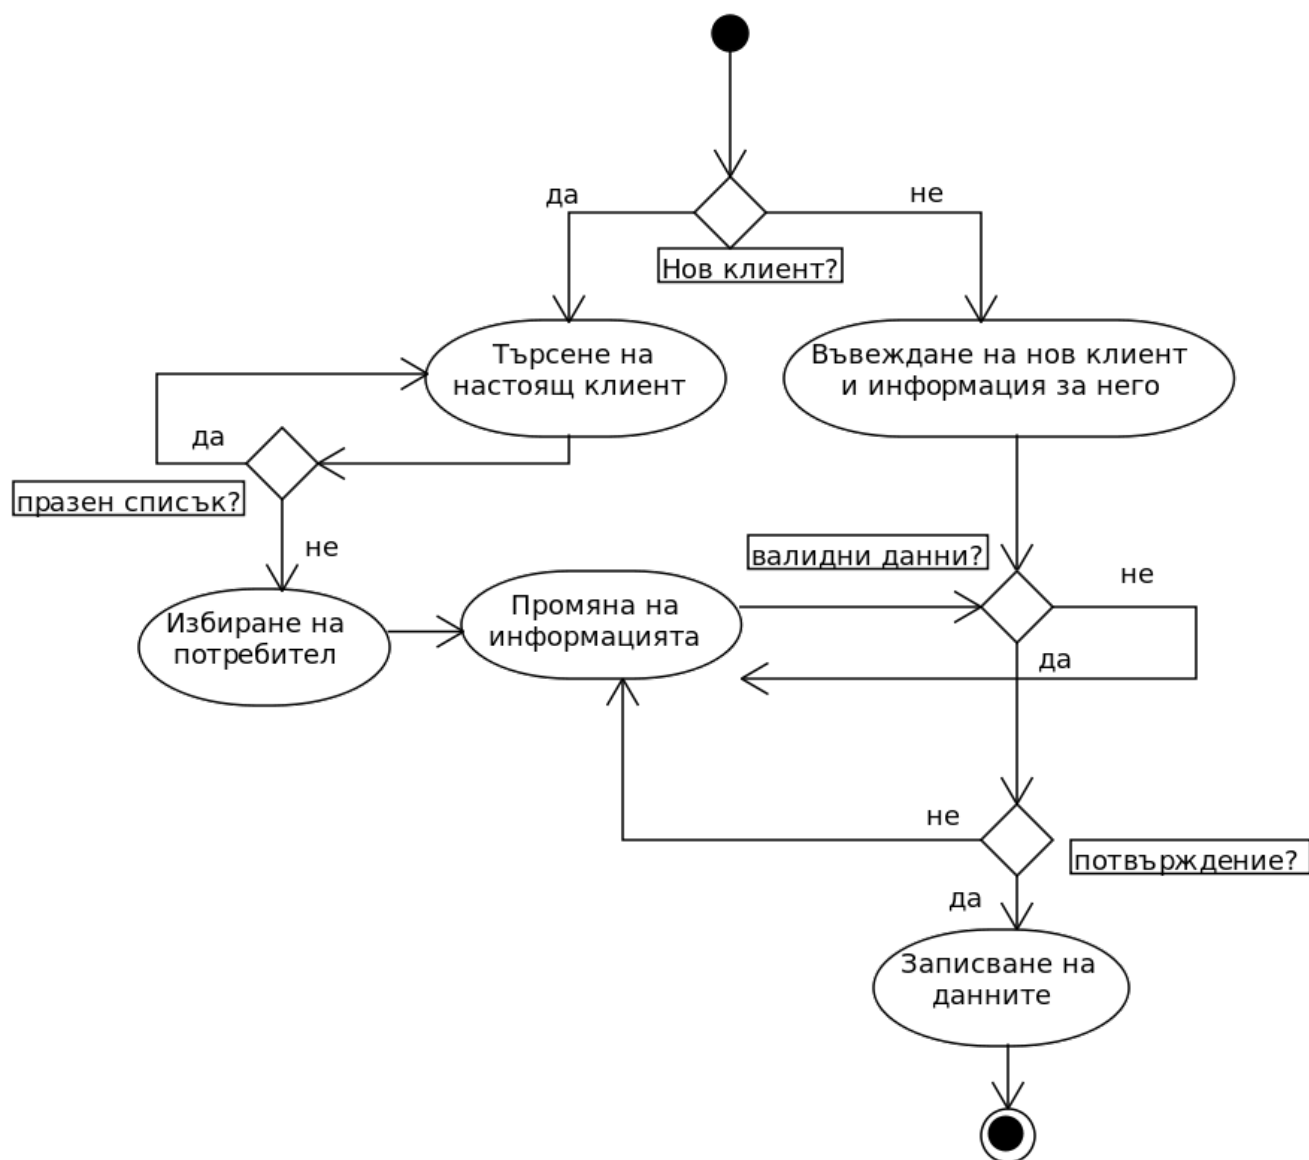 да
не
Нов клиент?
Търсене на
настоящ клиент
Въвеждане на нов клиент
и информация за него
да
празен списък?
не
валидни данни?
не
Избиране на
потребител
Промяна на
информацията
да
не
потвърждение?
да
Записване на
данните